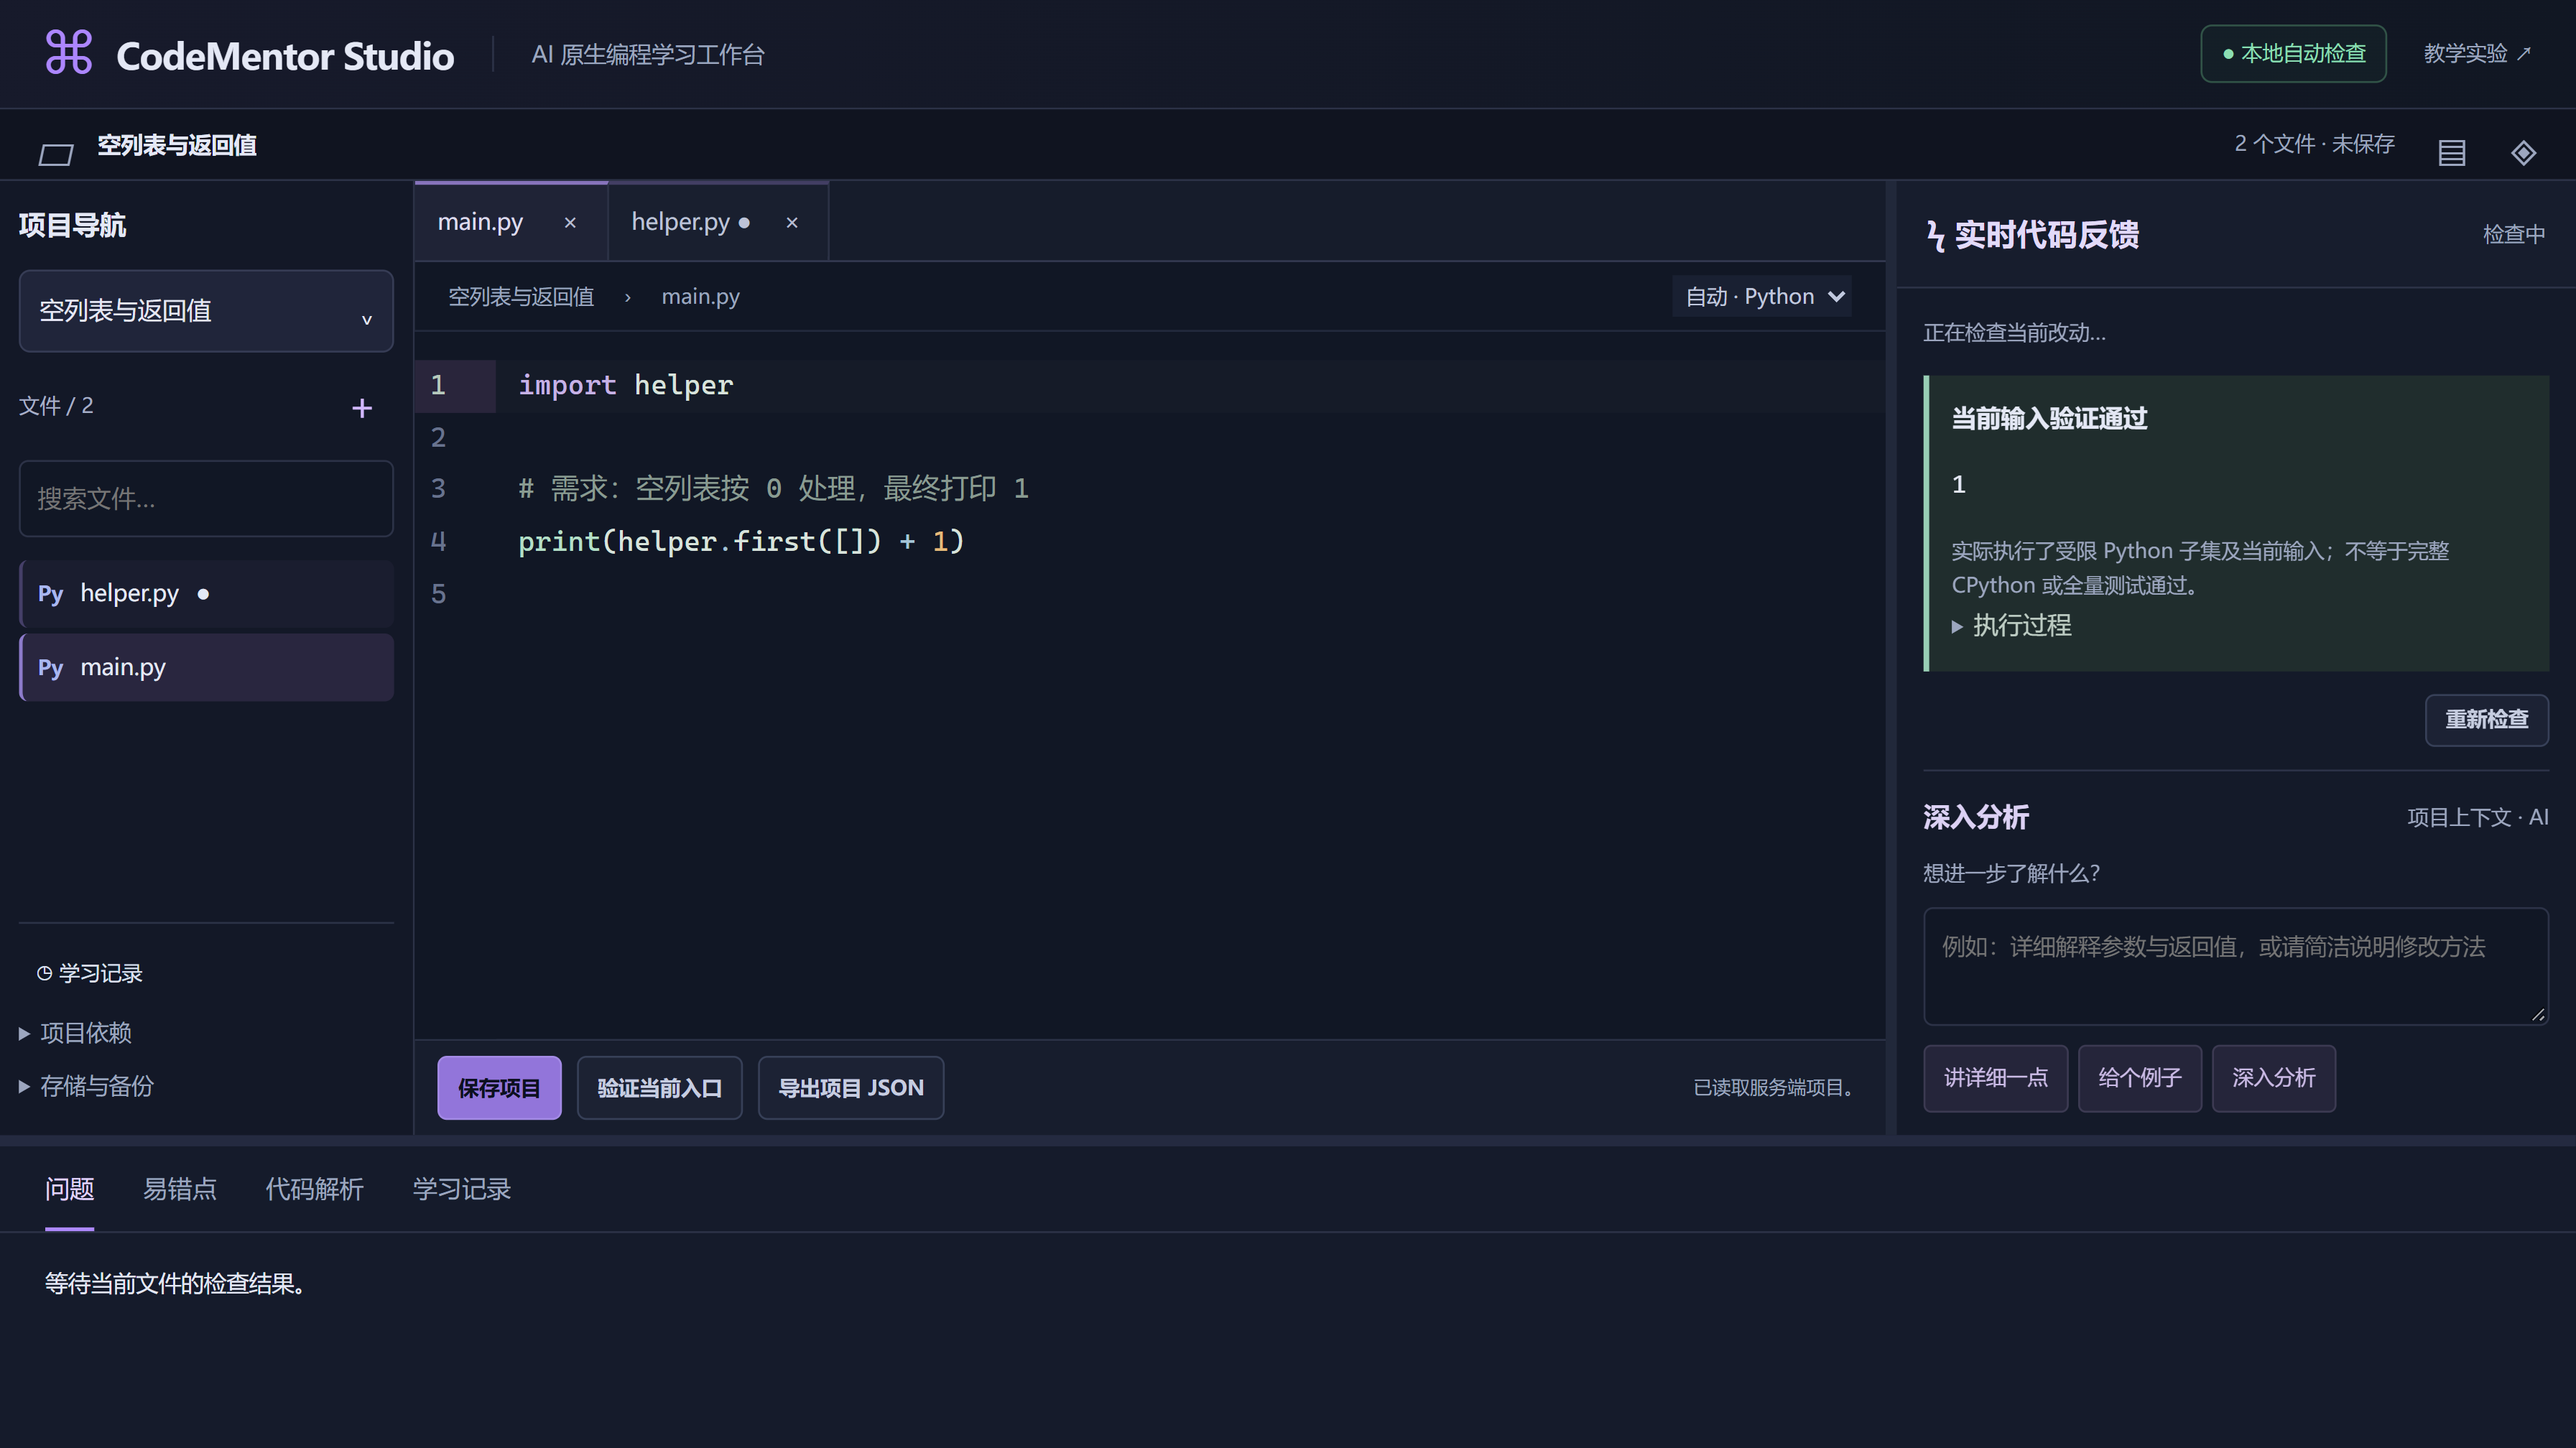 CodeMentor Studio
AI 原生编程学习工作台
● 本地自动检查
教学实验 ↗
空列表与返回值
2 个文件 · 未保存
项目导航
空列表与返回值
文件 / 2
+
搜索文件...
Py helper.py ●
Py main.py
学习记录
▶ 项目依赖
▶ 存储与备份
main.py ×
helper.py ● ×
空列表与返回值 › main.py
自动 · Python
1 import helper
2
3 # 需求：空列表按 0 处理，最终打印 1
4 print(helper.first([]) + 1)
5
保存项目
验证当前入口
导出项目 JSON
已读取服务端项目。
实时代码反馈
检查中
正在检查当前改动...
当前输入验证通过
1
实际执行了受限 Python 子集及当前输入；不等于完整
CPython 或全量测试通过。
▶ 执行过程
重新检查
深入分析
项目上下文 · AI
想进一步了解什么？
例如：详细解释参数与返回值，或请简洁说明修改方法
讲详细一点
给个例子
深入分析
问题
易错点
代码解析
学习记录
等待当前文件的检查结果。